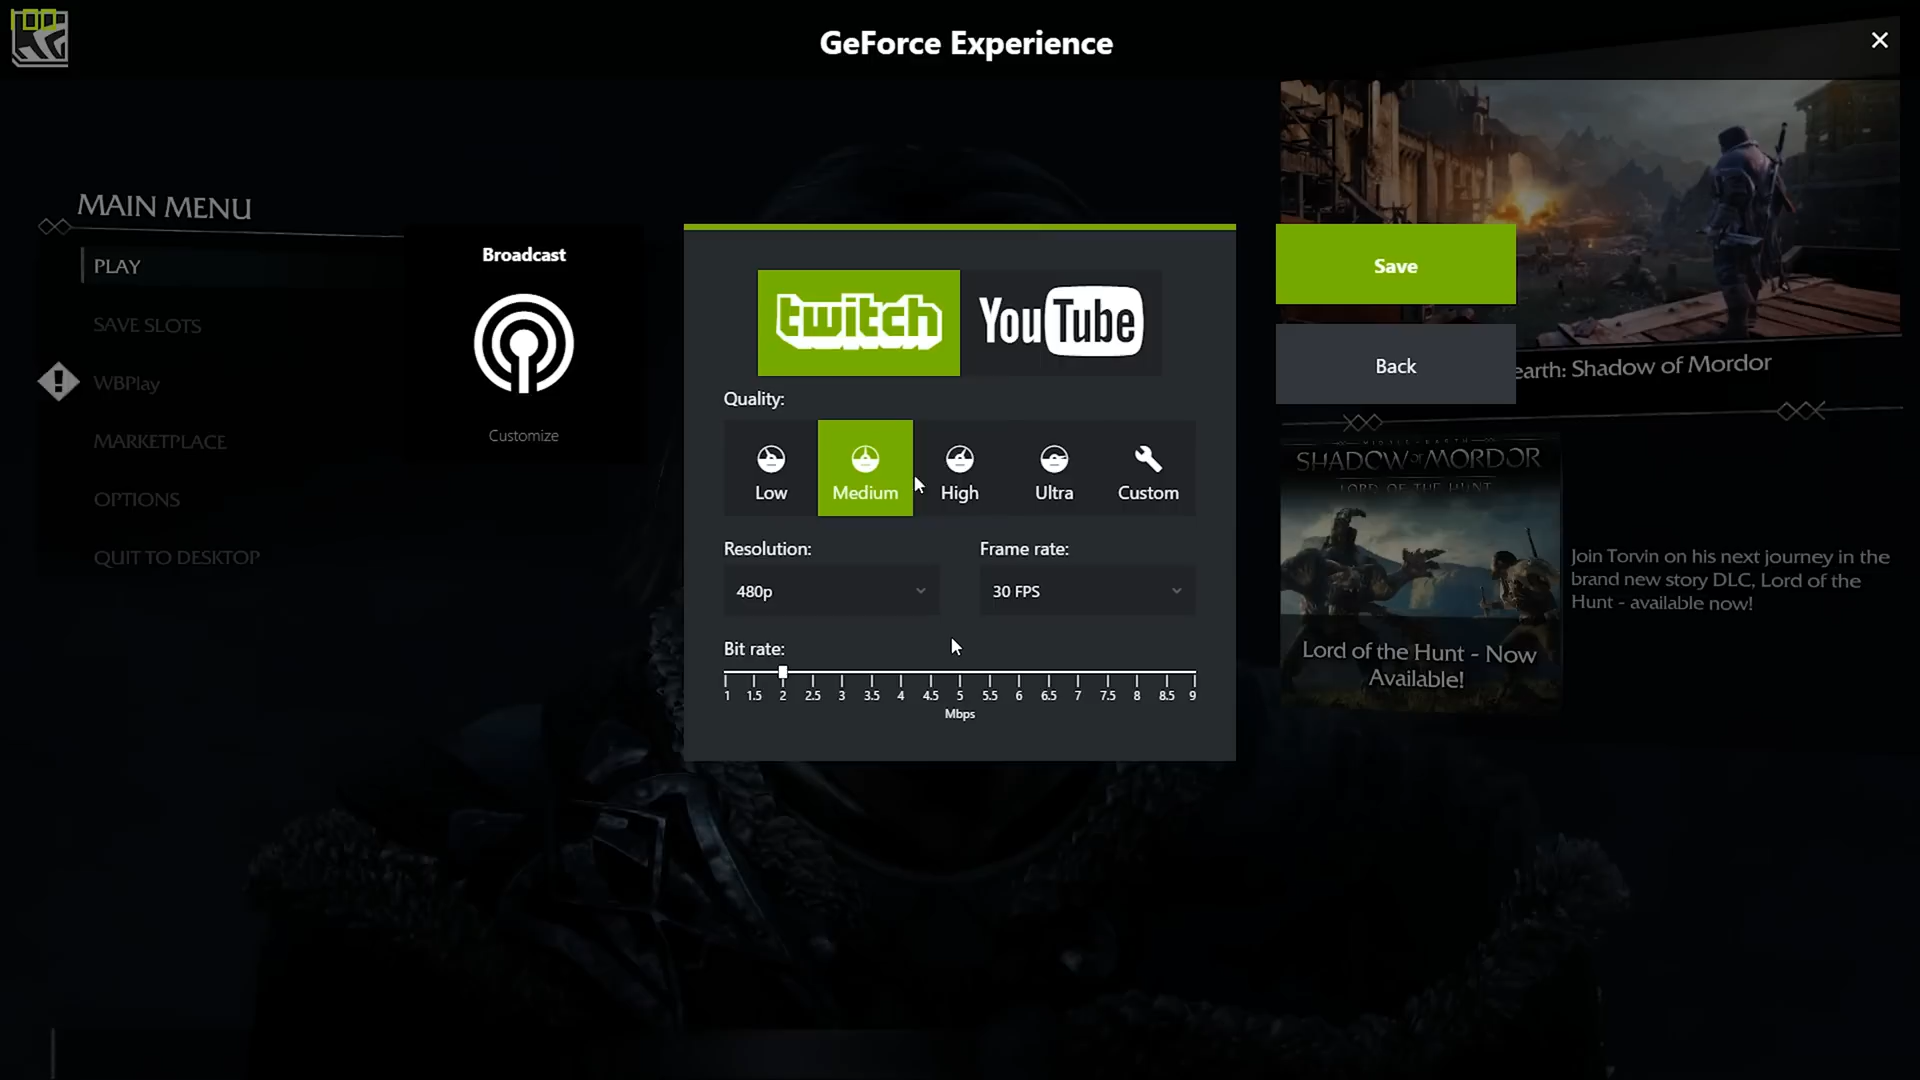 100
GeForce Experience
MAIN MENU
PLAY
SAVE SLOTS
WBPlay
MARKETPLACE
OPTIONS
QUIT TO DESKTOP
Broadcast
Customize
twitch
YouTube
Quality:
Low
Medium
High
Ultra
Custom
Resolution:
Frame rate:
480p
30 FPS
Bit rate:
1 1.5 2 2.5 3 3.5 4 4.5 5 5.5 6 6.5 7 7.5 8 8.5 9
Mbps
Save
Back
earth: Shadow of Mordor
MIDDLE-EARTH
SHADOW OF MORDOR
LORD OF THE HUNT
Lord of the Hunt - Now
Available!
Join Torvin on his next journey in the
brand new story DLC, Lord of the
Hunt - available now!